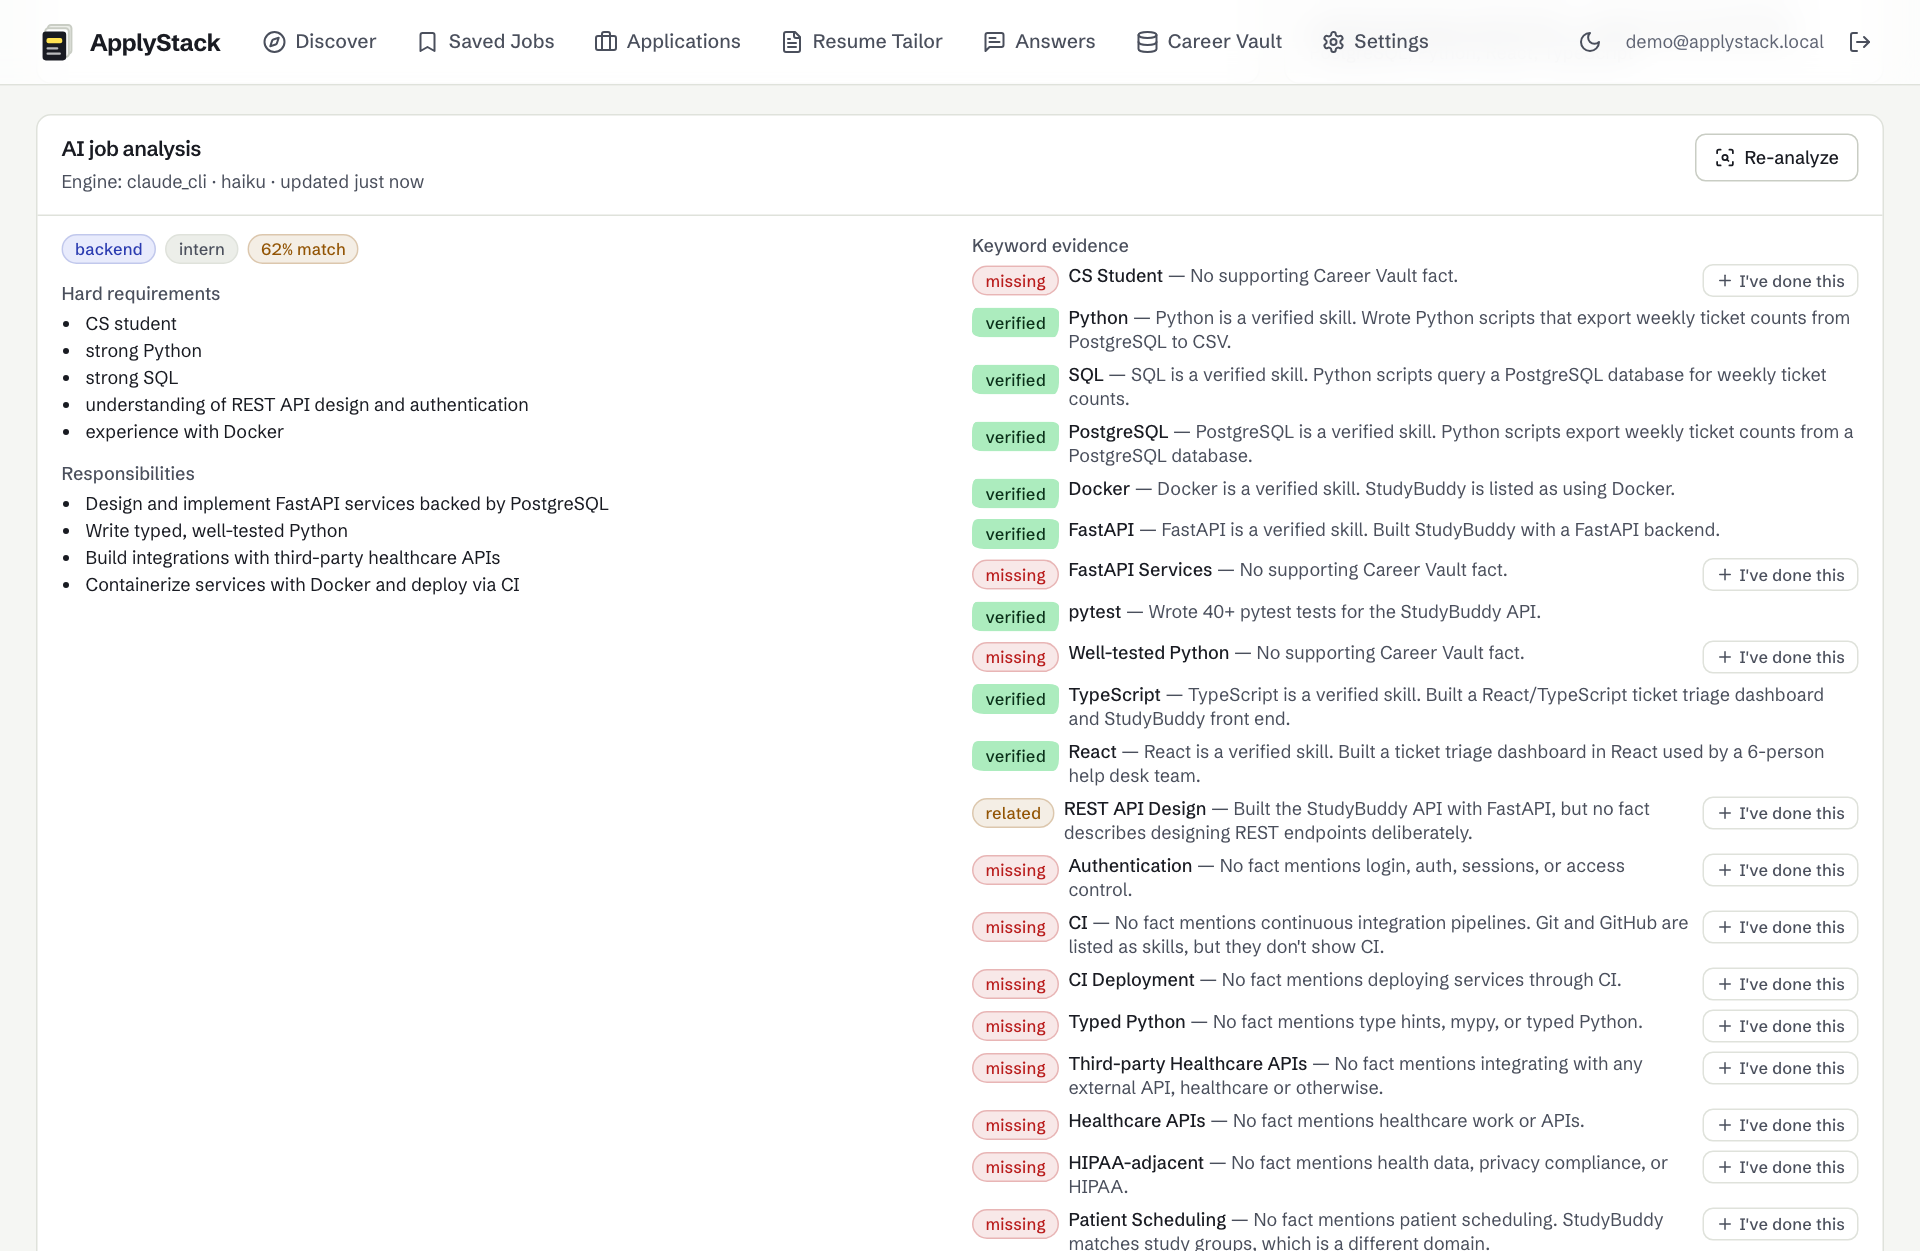 ApplyStack
Discover
Saved Jobs
Applications
Resume Tailor
Answers
Career Vault
Settings
demo@applystack.local
AI job analysis
Engine: claude_cli · haiku · updated just now
Re-analyze
backend
intern
62% match
Hard requirements
• CS student
• strong Python
• strong SQL
• understanding of REST API design and authentication
• experience with Docker
Responsibilities
• Design and implement FastAPI services backed by PostgreSQL
• Write typed, well-tested Python
• Build integrations with third-party healthcare APIs
• Containerize services with Docker and deploy via CI
Keyword evidence
missing CS Student — No supporting Career Vault fact. + I've done this
verified Python — Python is a verified skill. Wrote Python scripts that export weekly ticket counts from
PostgreSQL to CSV.
verified SQL — SQL is a verified skill. Python scripts query a PostgreSQL database for weekly ticket
counts.
verified PostgreSQL — PostgreSQL is a verified skill. Python scripts export weekly ticket counts from a
PostgreSQL database.
verified Docker — Docker is a verified skill. StudyBuddy is listed as using Docker.
verified FastAPI — FastAPI is a verified skill. Built StudyBuddy with a FastAPI backend.
missing FastAPI Services — No supporting Career Vault fact. + I've done this
verified pytest — Wrote 40+ pytest tests for the StudyBuddy API.
missing Well-tested Python — No supporting Career Vault fact. + I've done this
verified TypeScript — TypeScript is a verified skill. Built a React/TypeScript ticket triage dashboard
and StudyBuddy front end.
verified React — React is a verified skill. Built a ticket triage dashboard in React used by a 6-person
help desk team.
related REST API Design — Built the StudyBuddy API with FastAPI, but no fact + I've done this
describes designing REST endpoints deliberately.
missing Authentication — No fact mentions login, auth, sessions, or access + I've done this
control.
missing CI — No fact mentions continuous integration pipelines. Git and GitHub are + I've done this
listed as skills, but they don't show CI.
missing CI Deployment — No fact mentions deploying services through CI. + I've done this
missing Typed Python — No fact mentions type hints, mypy, or typed Python. + I've done this
missing Third-party Healthcare APIs — No fact mentions integrating with any + I've done this
external API, healthcare or otherwise.
missing Healthcare APIs — No fact mentions healthcare work or APIs. + I've done this
missing HIPAA-adjacent — No fact mentions health data, privacy compliance, or + I've done this
HIPAA.
missing Patient Scheduling — No fact mentions patient scheduling. StudyBuddy + I've done this
matches study groups, which is a different domain.